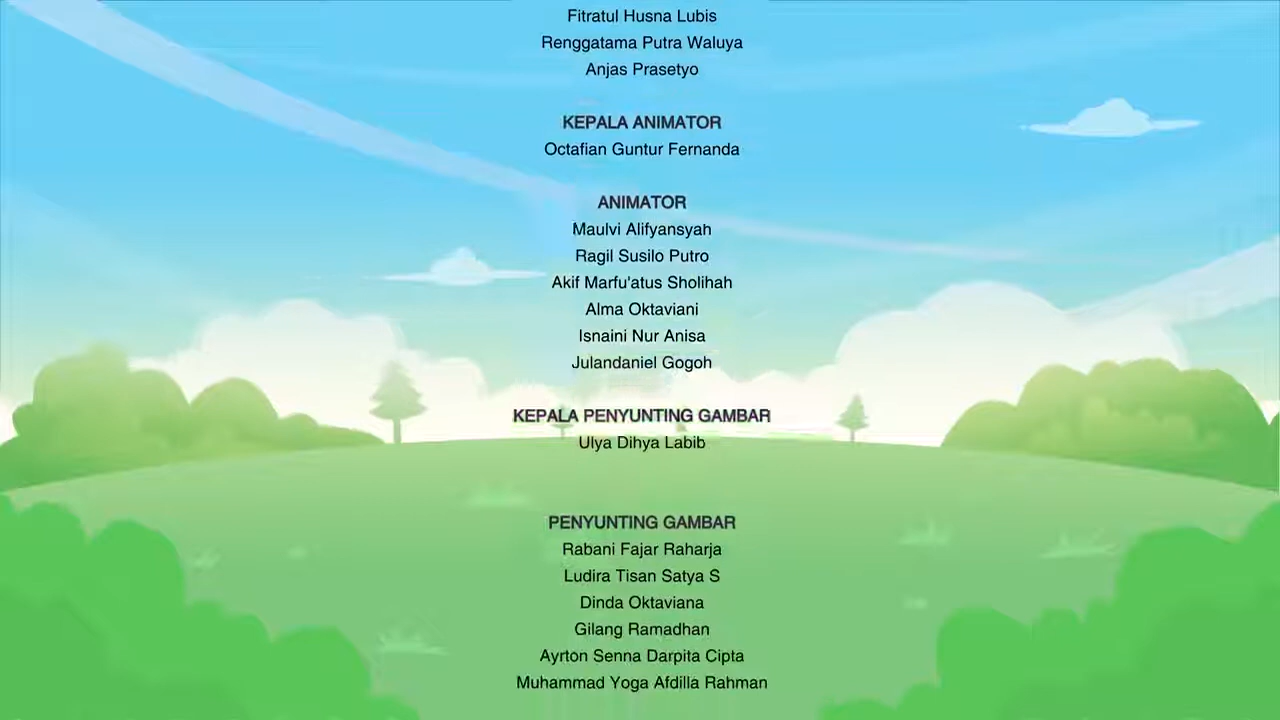 Fitratul Husna Lubis
Renggatama Putra Waluya
Anjas Prasetyo
KEPALA ANIMATOR
Octafian Guntur Fernanda
ANIMATOR
Maulvi Alifyansyah
Ragil Susilo Putro
Akif Marfu'atus Sholihah
Alma Oktaviani
Isnaini Nur Anisa
Julandaniel Gogoh
KEPALA PENYUNTING GAMBAR
Ulya Dihya Labib
PENYUNTING GAMBAR
Rabani Fajar Raharja
Ludira Tisan Satya S
Dinda Oktaviana
Gilang Ramadhan
Ayrton Senna Darpita Cipta
Muhammad Yoga Afdilla Rahman